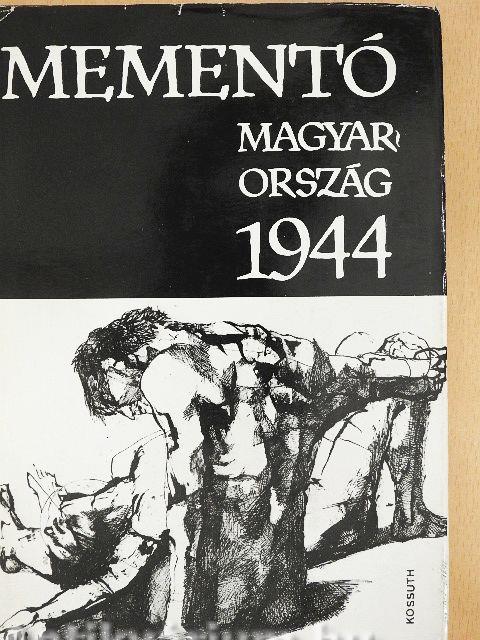 MEMENTÓ
MAGYAR-
ORSZÁG
1944
KOSSUTH